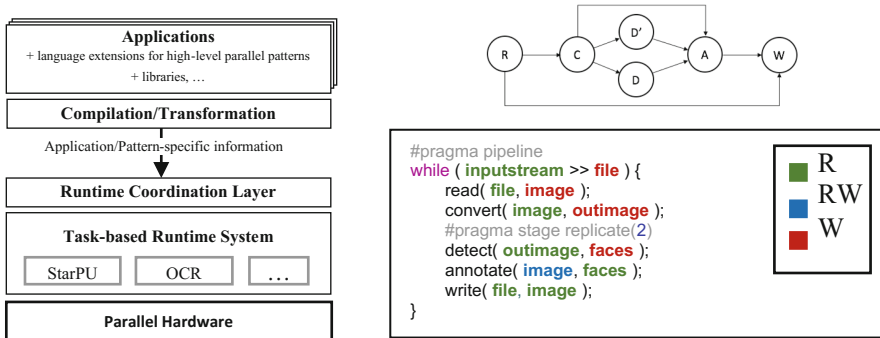 Applications
+ language extensions for high-level parallel patterns
+ libraries, …
Compilation/Transformation
Application/Pattern-specific information
Runtime Coordination Layer
Task-based Runtime System
StarPU
OCR
…
Parallel Hardware
R
C
D'
D
A
W
#pragma pipeline
while ( inputstream >> file ) {
read( file, image );
convert( image, outimage );
#pragma stage replicate(2)
detect( outimage, faces );
annotate( image, faces );
write( file, image );
}
R
RW
W